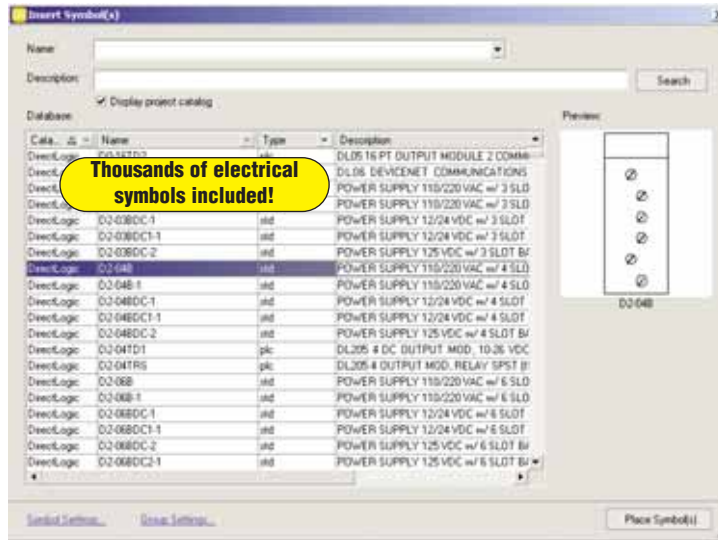 Insert Symbol(s)
Name
Description:
Search
Display project catalog
Database:
Preview:
Cata... Name Type Description
DirectLogic D0-16TD2 plc DL05 16 PT OUTPUT MODULE 2 COMM
Thousands of electrical
symbols included!
DL06 DEVICENET COMMUNICATIONS
POWER SUPPLY 110/220 VAC w/ 3 SLO
POWER SUPPLY 110/220 VAC w/ 3 SLO
DirectLogic D2-03BDC-1 std POWER SUPPLY 12/24 VDC w/ 3 SLOT
DirectLogic D2-03BDC1-1 std POWER SUPPLY 12/24 VDC w/ 3 SLOT
DirectLogic D2-03BDC-2 std POWER SUPPLY 125 VDC w/ 3 SLOT BA
DirectLogic D2-04B std POWER SUPPLY 110/220 VAC w/ 4 SLO
DirectLogic D2-04B-1 std POWER SUPPLY 110/220 VAC w/ 4 SLO
DirectLogic D2-04BDC-1 std POWER SUPPLY 12/24 VDC w/ 4 SLOT
DirectLogic D2-04BDC1-1 std POWER SUPPLY 12/24 VDC w/ 4 SLOT
DirectLogic D2-04BDC-2 std POWER SUPPLY 125 VDC w/ 4 SLOT BA
DirectLogic D2-04TD1 plc DL205 4 DC OUTPUT MOD, 10-26 VDC
DirectLogic D2-04TRS plc DL205 4 OUTPUT MOD, RELAY SPST
DirectLogic D2-06B std POWER SUPPLY 110/220 VAC w/ 6 SLO
DirectLogic D2-06B-1 std POWER SUPPLY 110/220 VAC w/ 6 SLO
DirectLogic D2-06BDC-1 std POWER SUPPLY 12/24 VDC w/ 6 SLOT
DirectLogic D2-06BDC1-1 std POWER SUPPLY 12/24 VDC w/ 6 SLOT
DirectLogic D2-06BDC-2 std POWER SUPPLY 125 VDC w/ 6 SLOT BA
DirectLogic D2-06BDC2-1 std POWER SUPPLY 125 VDC w/ 6 SLOT BA
D2-04B
Symbol Settings...
Group Settings...
Place Symbol(s)